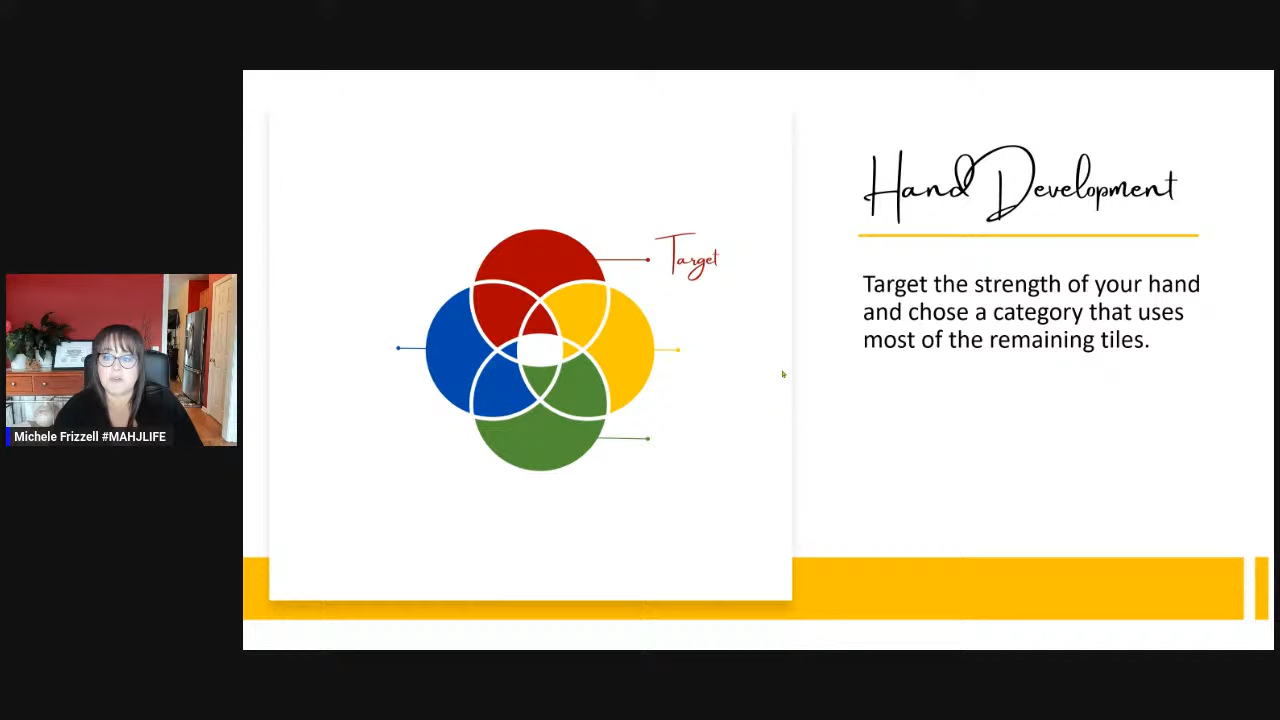 Hand Development
Target
Target the strength of your hand
and chose a category that uses
most of the remaining tiles.
Michele Frizzell #MAHJLIFE